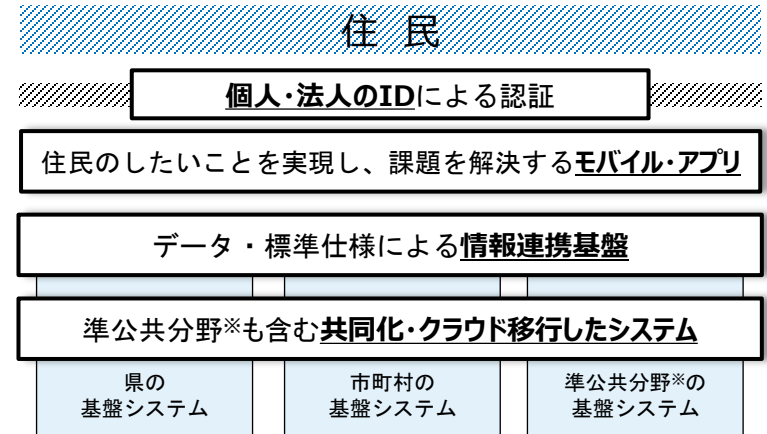 住 民
個人・法人のIDによる認証
住民のしたいことを実現し、課題を解決するモバイル・アプリ
データ・標準仕様による情報連携基盤
準公共分野※も含む共同化・クラウド移行したシステム
県の
基盤システム
市町村の
基盤システム
準公共分野※の
基盤システム